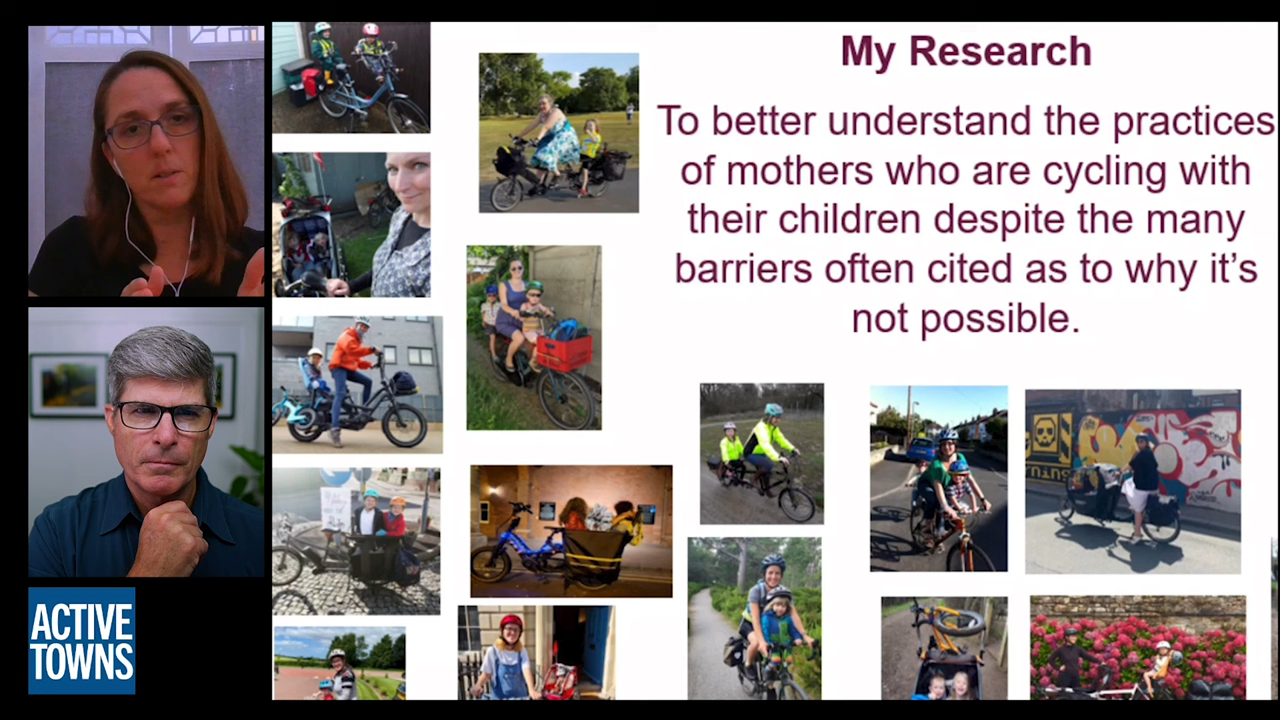 My Research
To better understand the practices
of mothers who are cycling with
their children despite the many
barriers often cited as to why it’s
not possible.
ACTIVE
TOWNS